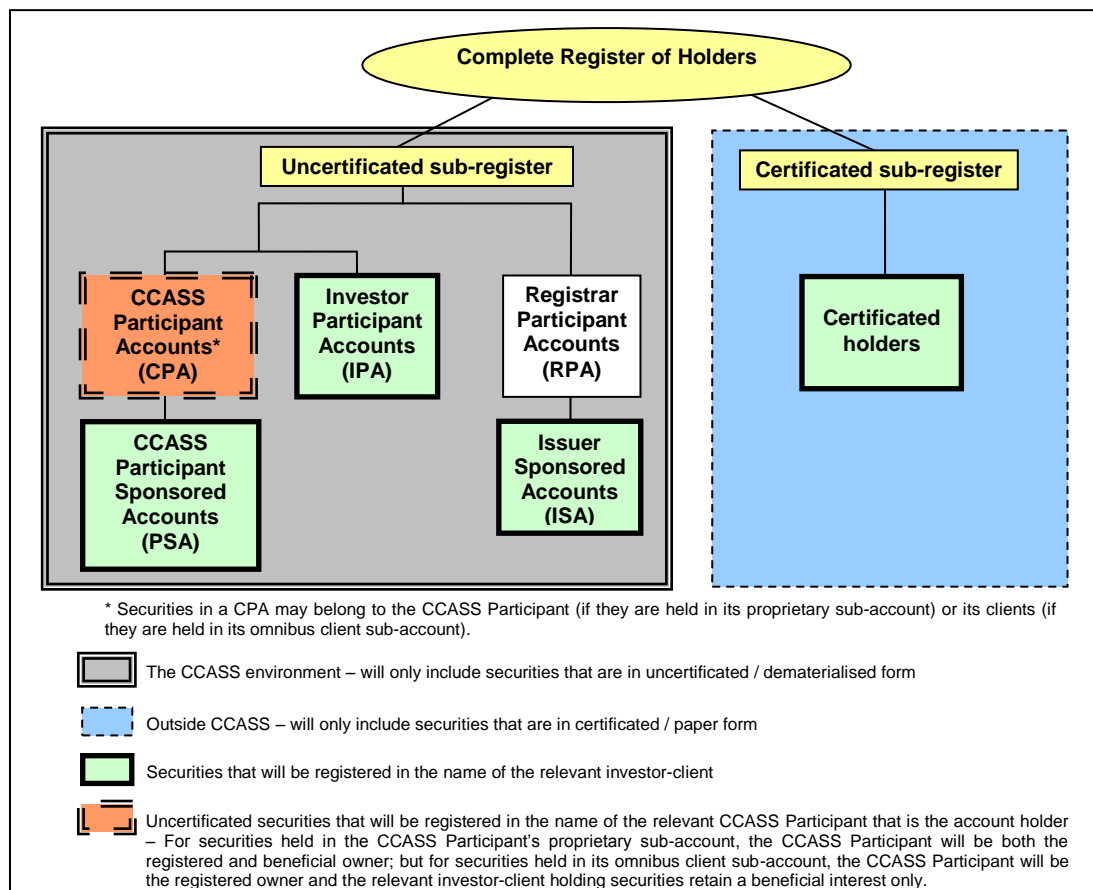 Complete Register of Holders
Uncertificated sub-register
Certificated sub-register
CCASS
Participant
Accounts*
(CPA)
Investor
Participant
Accounts
(IPA)
Registrar
Participant
Accounts
(RPA)
Certificated
holders
CCASS
Participant
Sponsored
Accounts
(PSA)
Issuer
Sponsored
Accounts
(ISA)
* Securities in a CPA may belong to the CCASS Participant (if they are held in its proprietary sub-account) or its clients (if
they are held in its omnibus client sub-account).
The CCASS environment – will only include securities that are in uncertificated / dematerialised form
Outside CCASS – will only include securities that are in certificated / paper form
Securities that will be registered in the name of the relevant investor-client
Uncertificated securities that will be registered in the name of the relevant CCASS Participant that is the account holder
– For securities held in the CCASS Participant's proprietary sub-account, the CCASS Participant will be both the
registered and beneficial owner; but for securities held in its omnibus client sub-account, the CCASS Participant will be
the registered owner and the relevant investor-client holding securities retain a beneficial interest only.